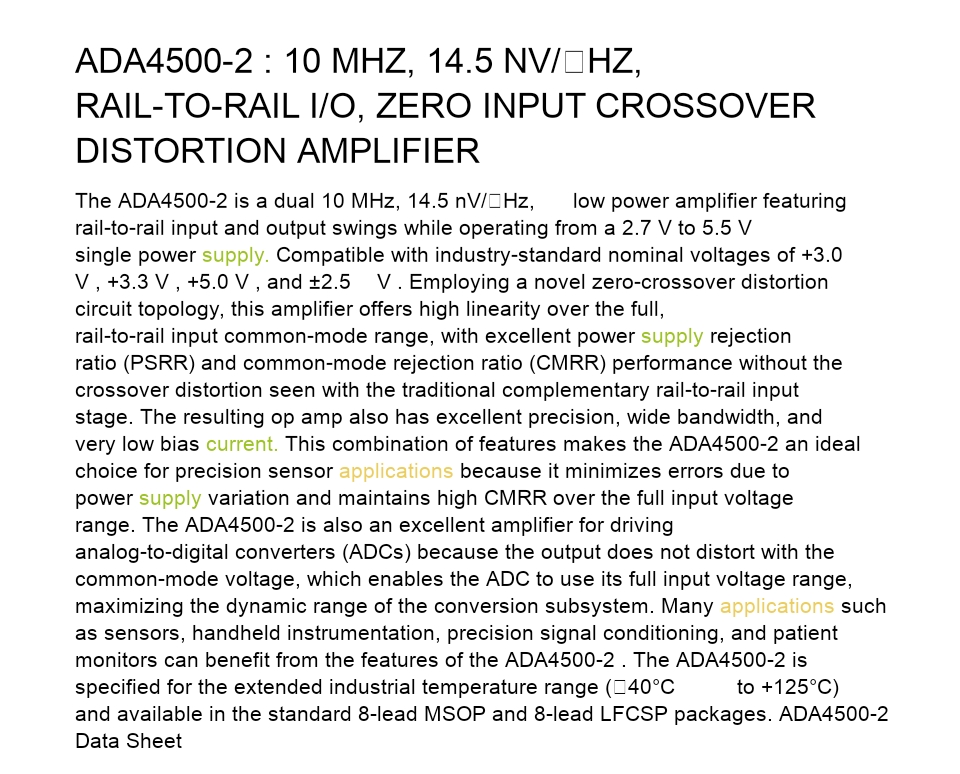 ADA4500-2 : 10 MHZ, 14.5 NV/□HZ,
RAIL-TO-RAIL I/O, ZERO INPUT CROSSOVER
DISTORTION AMPLIFIER
The ADA4500-2 is a dual 10 MHz, 14.5 nV/□Hz, low power amplifier featuring
rail-to-rail input and output swings while operating from a 2.7 V to 5.5 V
single power supply. Compatible with industry-standard nominal voltages of +3.0
V , +3.3 V , +5.0 V , and ±2.5 V . Employing a novel zero-crossover distortion
circuit topology, this amplifier offers high linearity over the full,
rail-to-rail input common-mode range, with excellent power supply rejection
ratio (PSRR) and common-mode rejection ratio (CMRR) performance without the
crossover distortion seen with the traditional complementary rail-to-rail input
stage. The resulting op amp also has excellent precision, wide bandwidth, and
very low bias current. This combination of features makes the ADA4500-2 an ideal
choice for precision sensor applications because it minimizes errors due to
power supply variation and maintains high CMRR over the full input voltage
range. The ADA4500-2 is also an excellent amplifier for driving
analog-to-digital converters (ADCs) because the output does not distort with the
common-mode voltage, which enables the ADC to use its full input voltage range,
maximizing the dynamic range of the conversion subsystem. Many applications such
as sensors, handheld instrumentation, precision signal conditioning, and patient
monitors can benefit from the features of the ADA4500-2 . The ADA4500-2 is
specified for the extended industrial temperature range (□40°C to +125°C)
and available in the standard 8-lead MSOP and 8-lead LFCSP packages. ADA4500-2
Data Sheet